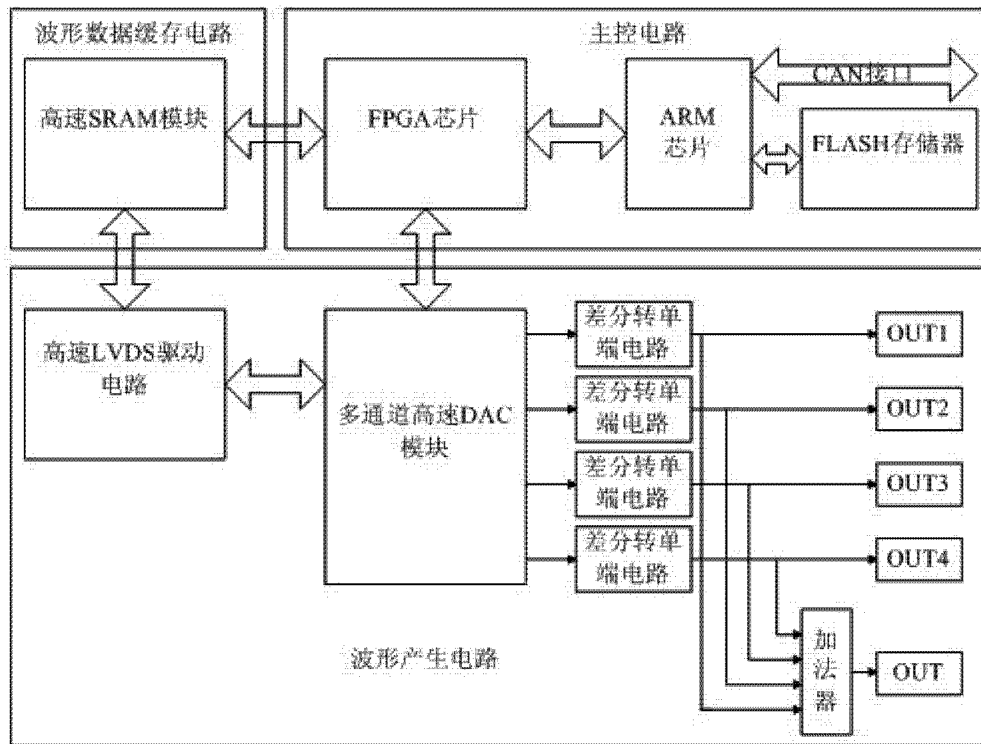 波形数据缓存电路
主控电路
高速SRAM模块
FPGA芯片
ARM
芯片
CAN接口
FLASH存储器
高速LVDS驱动
电路
多通道高速DAC
模块
差分转单
端电路
差分转单
端电路
差分转单
端电路
差分转单
端电路
OUT1
OUT2
OUT3
OUT4
加
法
器
OUT
波形产生电路